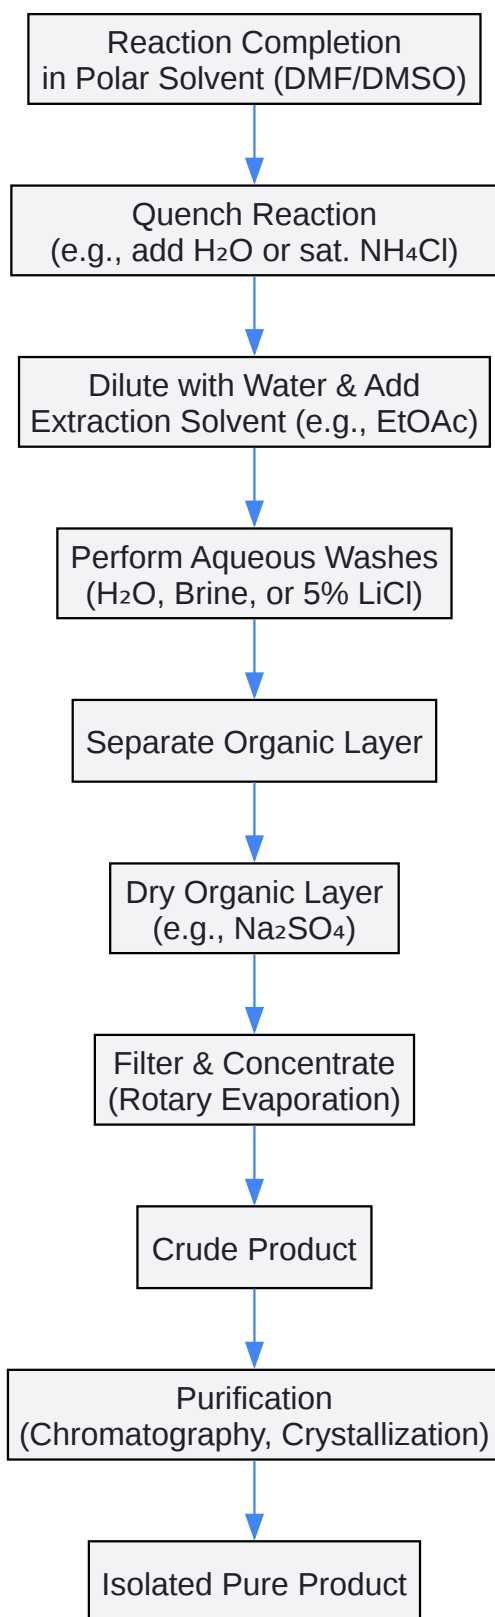 Reaction Completion
in Polar Solvent (DMF/DMSO)
Quench Reaction
(e.g., add H₂O or sat. NH₄Cl)
Dilute with Water & Add
Extraction Solvent (e.g., EtOAc)
Perform Aqueous Washes
(H₂O, Brine, or 5% LiCl)
Separate Organic Layer
Dry Organic Layer
(e.g., Na₂SO₄)
Filter & Concentrate
(Rotary Evaporation)
Crude Product
Purification
(Chromatography, Crystallization)
Isolated Pure Product